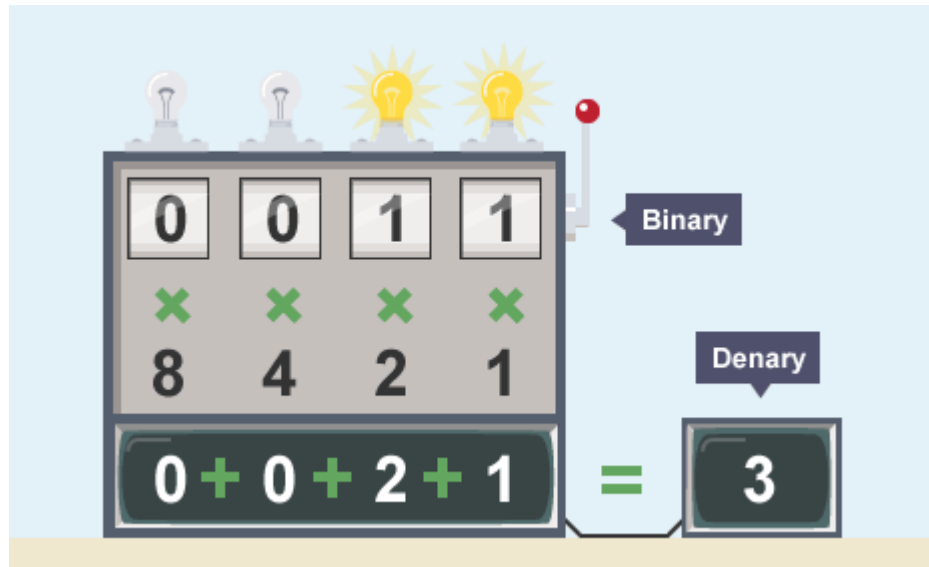 0 0 1 1
Binary
× × × ×
8 4 2 1
Denary
0 + 0 + 2 + 1 = 3